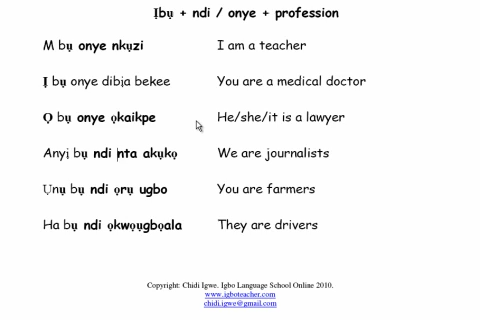 Ịbụ + ndi / onye + profession
M bụ onye nkụzi I am a teacher
Ị bụ onye dibịa bekee You are a medical doctor
Ọ bụ onye ọkaikpe He/she/it is a lawyer
Anyị bụ ndi nta akụkọ We are journalists
Ụnụ bụ ndi ọrụ ugbo You are farmers
Ha bụ ndi ọkwọụgbọala They are drivers
Copyright: Chidi Igwe. Igbo Language School Online 2010.
www.igboteacher.com
chidi.igwe@gmail.com